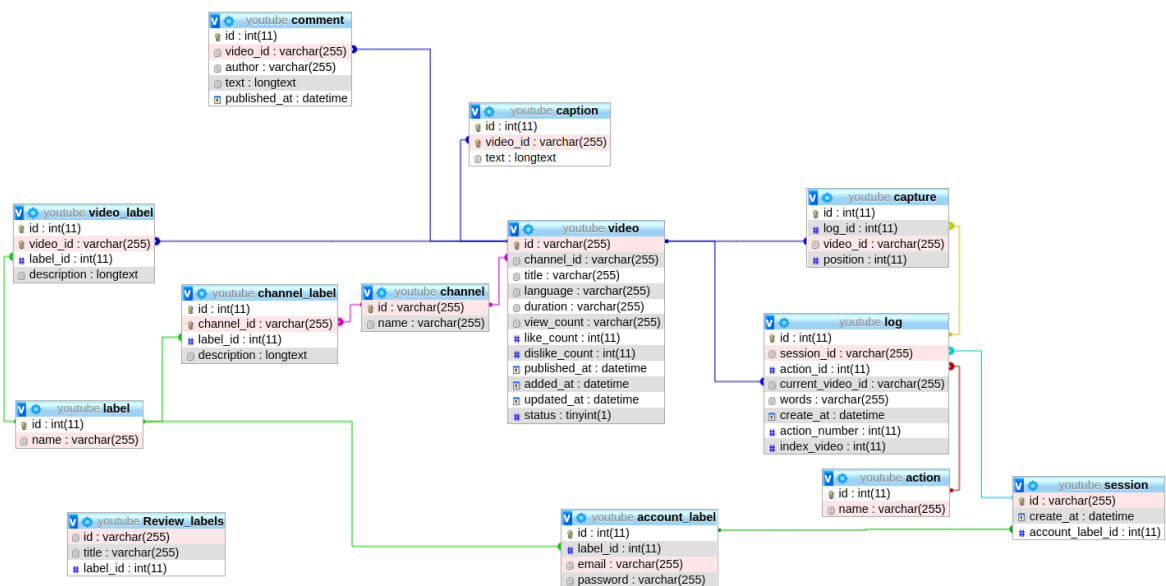 youtube comment
id : int(11)
video_id : varchar(255)
author : varchar(255)
text : longtext
published_at : datetime
youtube caption
id : int(11)
video_id : varchar(255)
text : longtext
youtube video_label
id : int(11)
video_id : varchar(255)
label_id : int(11)
description : longtext
youtube capture
id : int(11)
log_id : int(11)
video_id : varchar(255)
position : int(11)
youtube video
id : varchar(255)
channel_id : varchar(255)
title : varchar(255)
language : varchar(255)
duration : varchar(255)
view_count : varchar(255)
like_count : int(11)
dislike_count : int(11)
published_at : datetime
added_at : datetime
updated_at : datetime
status : tinyint(1)
youtube channel_label
id : int(11)
channel_id : varchar(255)
label_id : int(11)
description : longtext
youtube channel
id : varchar(255)
name : varchar(255)
youtube log
id : int(11)
session_id : varchar(255)
action_id : int(11)
current_video_id : varchar(255)
words : varchar(255)
create_at : datetime
action_number : int(11)
index_video : int(11)
youtube label
id : int(11)
name : varchar(255)
youtube action
id : int(11)
name : varchar(255)
youtube session
id : varchar(255)
create_at : datetime
account_label_id : int(11)
youtube Review_labels
id : varchar(255)
title : varchar(255)
label_id : int(11)
youtube account_label
id : int(11)
label_id : int(11)
email : varchar(255)
password : varchar(255)